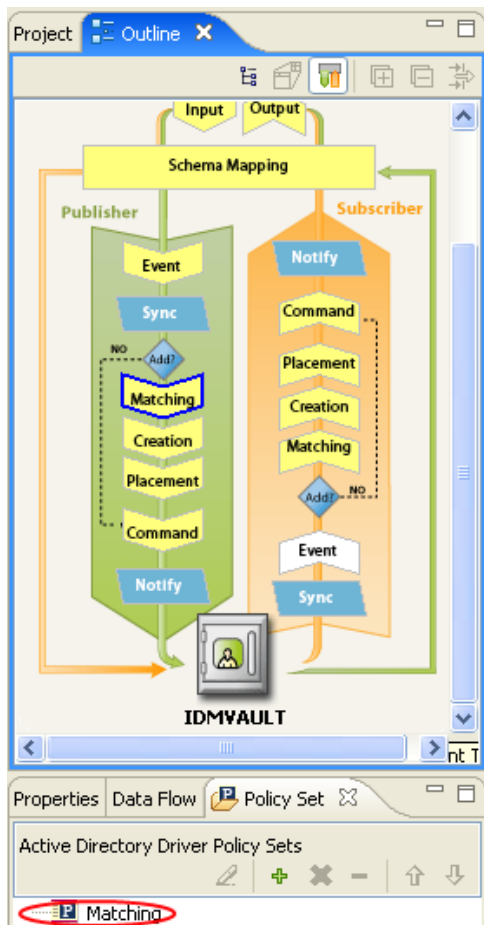 Project Outline
Input Output
Schema Mapping
Publisher
Subscriber
Event
Notify
Sync
Command
NO
Add?
Placement
Matching
Creation
Creation
Matching
Placement
Add? NO
Command
Event
Notify
Sync
IDMVAULT
nt T
Properties Data Flow Policy Set
Active Directory Driver Policy Sets
Matching